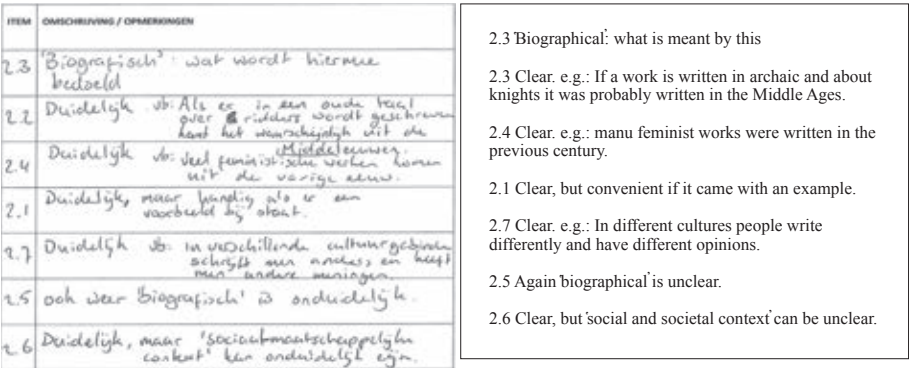 ITEM OMSCHRIJVING / OPMERKINGEN
2.3 'Biografisch': wat wordt hiermee
bedoeld
2.2 Duidelijk vb: Als er in een oude taal
over ridders wordt geschreven
komt het waarschijnlijk uit de
Middeleeuwen.
2.4 Duidelijk vb: veel feministische werken komen
uit de vorige eeuw.
2.1 Duidelijk, maar handig als er een
voorbeeld bij staat.
2.7 Duidelijk vb: in verschillende cultuurgebieden
schrijft men anders, en heeft
men andere meningen.
2.5 ook weer 'biografisch' is onduidelijk.
2.6 Duidelijk, maar 'sociaalmaatschappelijke
context' kan onduidelijk zijn.
2.3 'Biographical': what is meant by this
2.3 Clear. e.g.: If a work is written in archaic and about
knights it was probably written in the Middle Ages.
2.4 Clear. e.g.: manu feminist works were written in the
previous century.
2.1 Clear, but convenient if it came with an example.
2.7 Clear. e.g.: In different cultures people write
differently and have different opinions.
2.5 Again 'biographical' is unclear.
2.6 Clear, but 'social and societal context' can be unclear.